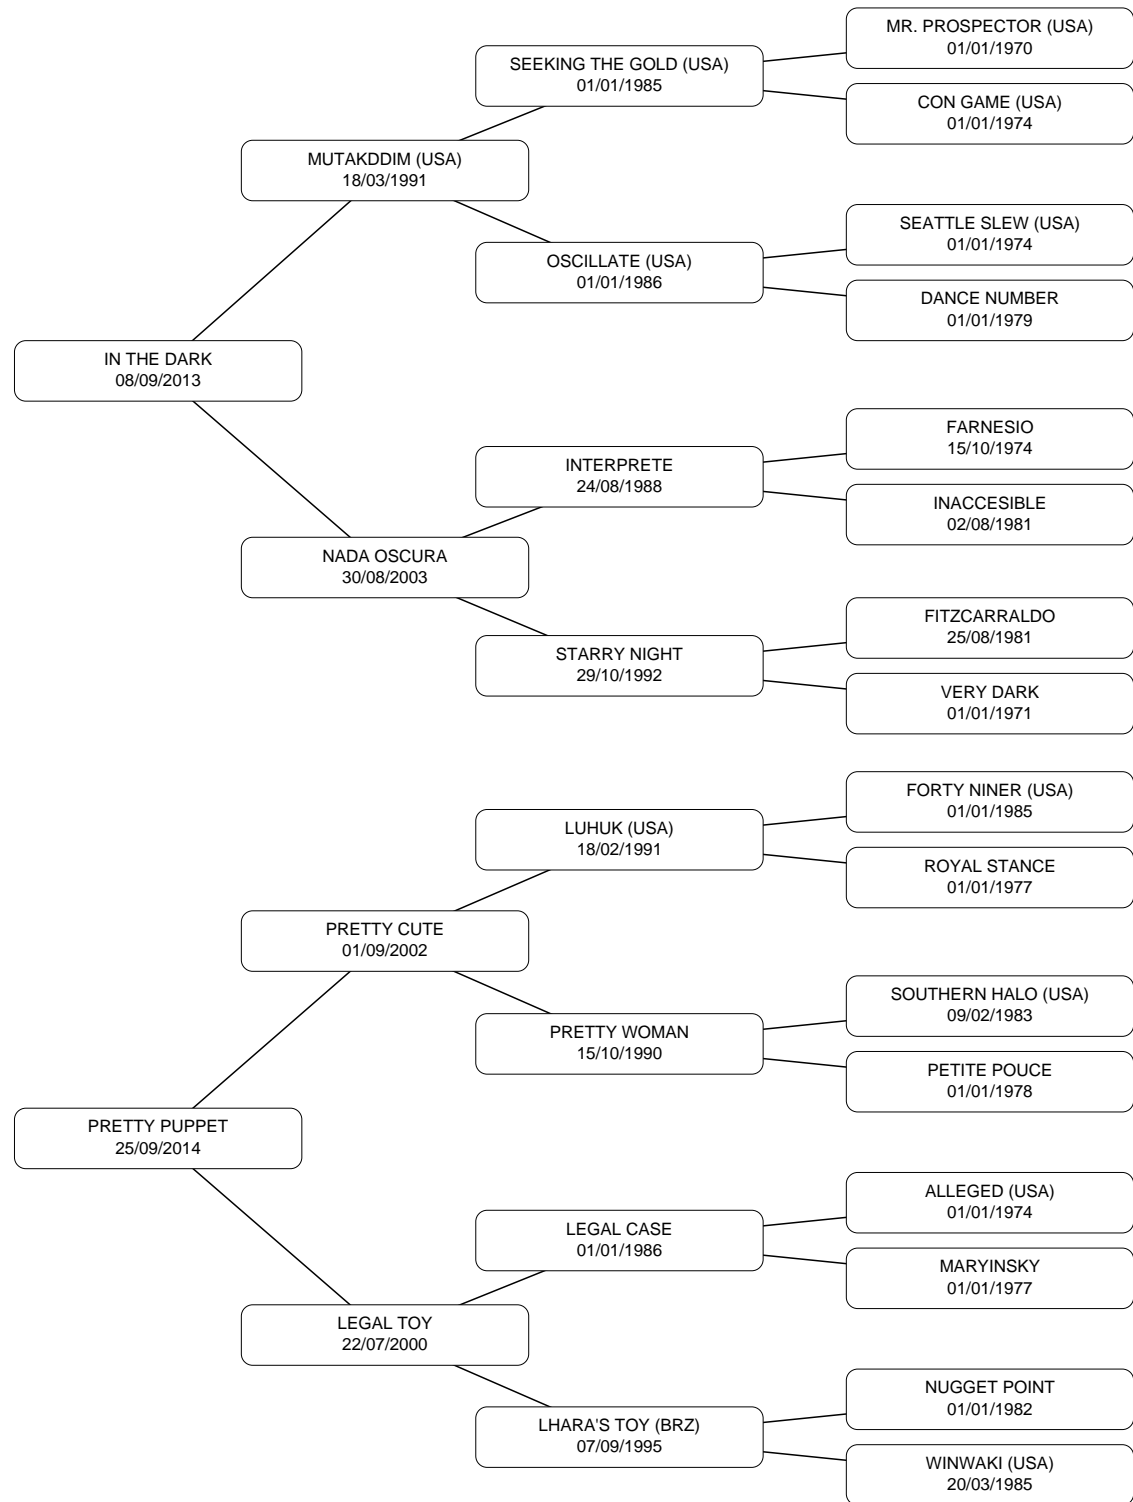 MR. PROSPECTOR (USA)
01/01/1970
SEEKING THE GOLD (USA)
01/01/1985
CON GAME (USA)
01/01/1974
MUTAKDDIM (USA)
18/03/1991
SEATTLE SLEW (USA)
01/01/1974
OSCILLATE (USA)
01/01/1986
DANCE NUMBER
01/01/1979
IN THE DARK
08/09/2013
FARNESIO
15/10/1974
INTERPRETE
24/08/1988
INACCESIBLE
02/08/1981
NADA OSCURA
30/08/2003
FITZCARRALDO
25/08/1981
STARRY NIGHT
29/10/1992
VERY DARK
01/01/1971
FORTY NINER (USA)
01/01/1985
LUHUK (USA)
18/02/1991
ROYAL STANCE
01/01/1977
PRETTY CUTE
01/09/2002
SOUTHERN HALO (USA)
09/02/1983
PRETTY WOMAN
15/10/1990
PETITE POUCE
01/01/1978
PRETTY PUPPET
25/09/2014
ALLEGED (USA)
01/01/1974
LEGAL CASE
01/01/1986
MARYINSKY
01/01/1977
LEGAL TOY
22/07/2000
NUGGET POINT
01/01/1982
LHARA'S TOY (BRZ)
07/09/1995
WINWAKI (USA)
20/03/1985